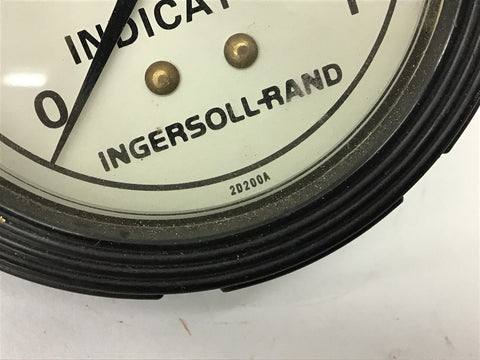 INDICAT
0
INGERSOLL-RAND
2D200A